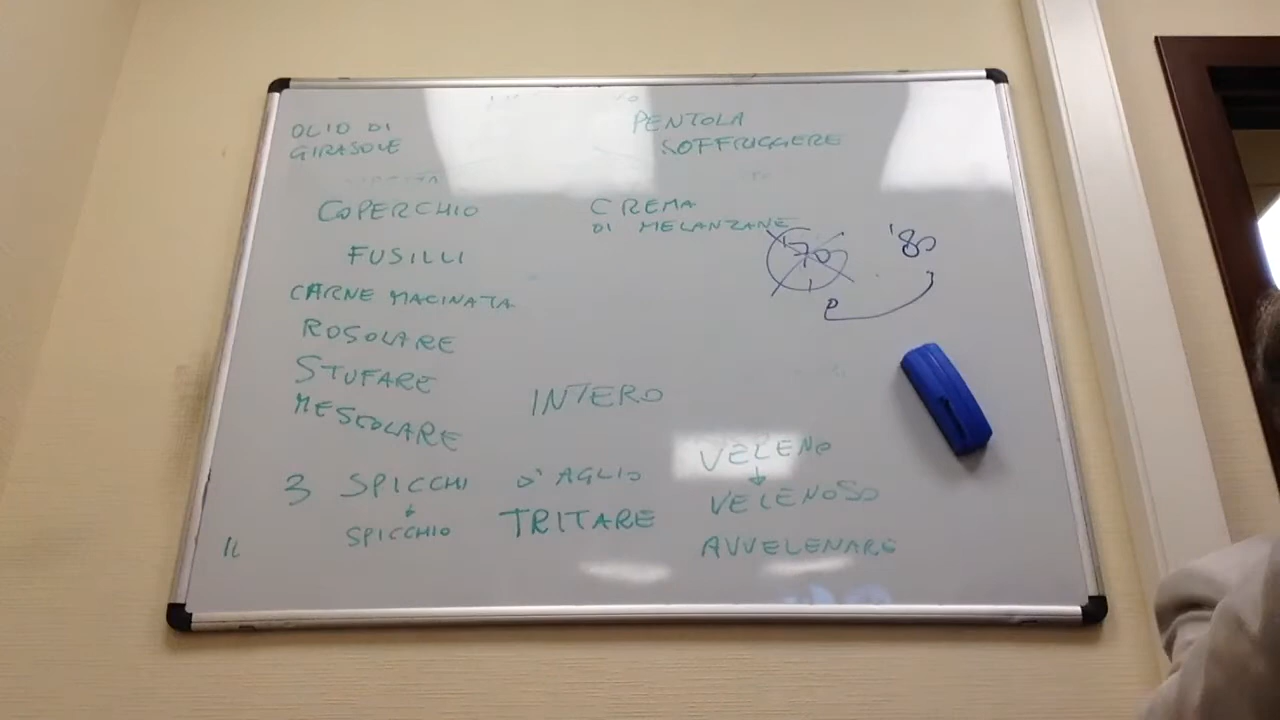 OLIO DI
GIRASOLE
PENTOLA
SOFFRIGGERE
COPERCHIO
CREMA
DI MELANZANE
FUSILLI
'70
'80
CARNE MACINATA
ROSOLARE
STUFARE
MESCOLARE
INTERO
3 SPICCHI D'AGLIO
SPICCHIO
TRITARE
IL
VELENO
VELENOSO
AVVELENARE